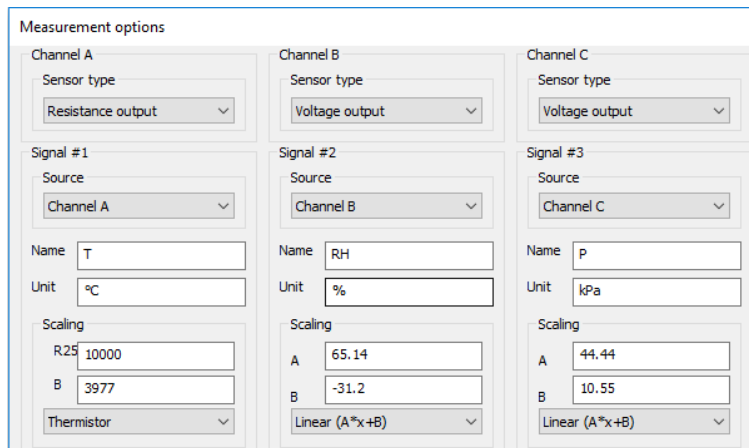 Measurement options
Channel A
Channel B
Channel C
Sensor type
Sensor type
Sensor type
Resistance output
Voltage output
Voltage output
Signal #1
Signal #2
Signal #3
Source
Source
Source
Channel A
Channel B
Channel C
Name T
Name RH
Name P
Unit °C
Unit %
Unit kPa
Scaling
Scaling
Scaling
R25 10000
A 65.14
A 44.44
B 3977
B -31.2
B 10.55
Thermistor
Linear (A*x+B)
Linear (A*x+B)